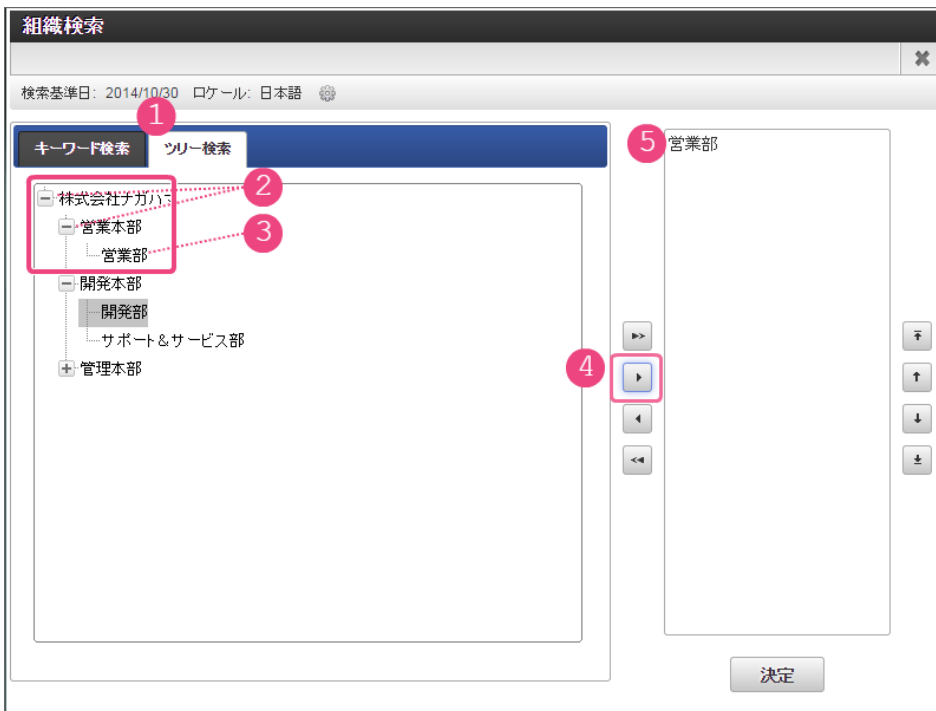 組織検索
検索基準日: 2014/10/30 ロケール: 日本語
1
キーワード検索 ツリー検索
5 営業部
株式会社ナガハマ
2
営業本部
3
営業部
開発本部
開発部
サポート&サービス部
4
管理本部
決定